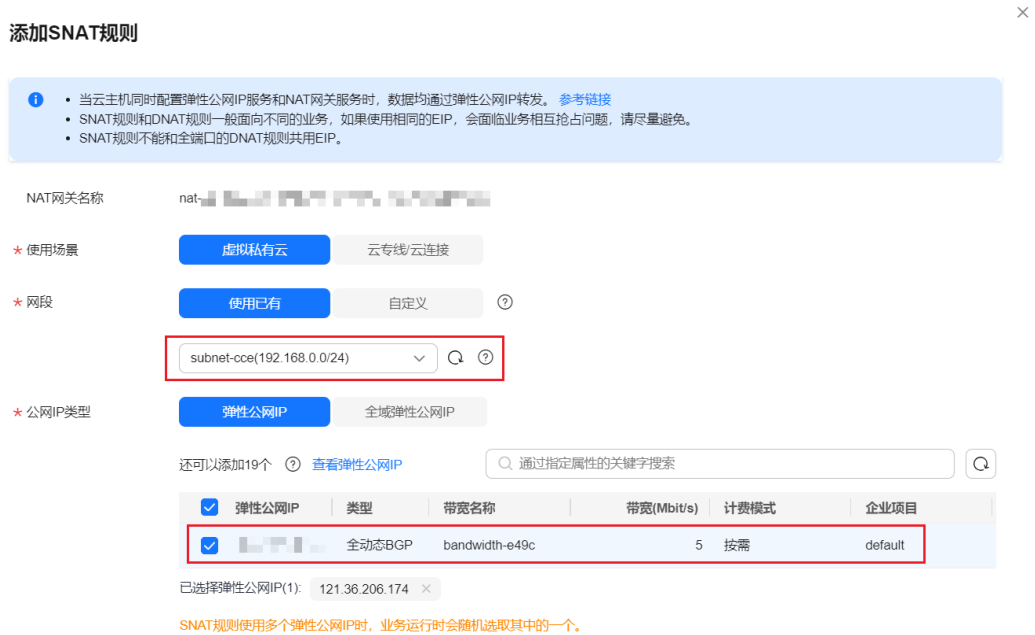 添加SNAT规则
当云主机同时配置弹性公网IP服务和NAT网关服务时，数据均通过弹性公网IP转发。 参考链接
SNAT规则和DNAT规则一般面向不同的业务，如果使用相同的EIP，会面临业务相互抢占问题，请尽量避免。
SNAT规则不能和全端口的DNAT规则共用EIP。
NAT网关名称 nat-
* 使用场景 虚拟私有云 云专线/云连接
* 网段 使用已有 自定义
subnet-cce(192.168.0.0/24)
* 公网IP类型 弹性公网IP 全域弹性公网IP
还可以添加19个 查看弹性公网IP 通过指定属性的关键字搜索
弹性公网IP 类型 带宽名称 带宽(Mbit/s) 计费模式 企业项目
全动态BGP bandwidth-e49c 5 按需 default
已选择弹性公网IP(1): 121.36.206.174
SNAT规则使用多个弹性公网IP时，业务运行时会随机选取其中的一个。